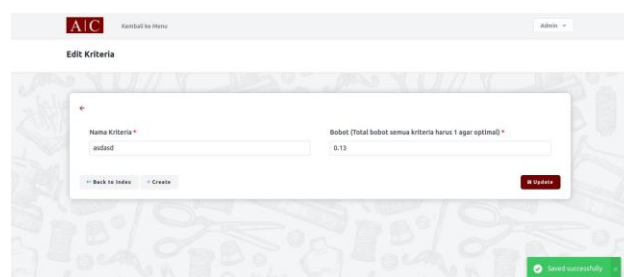 A|C Kembali ke Menu Admin
Edit Kriteria
Nama Kriteria * Bobot (Total bobot semua kriteria harus 1 agar optimal) *
asdasd 0.13
Back to Index Create Update
Saved successfully